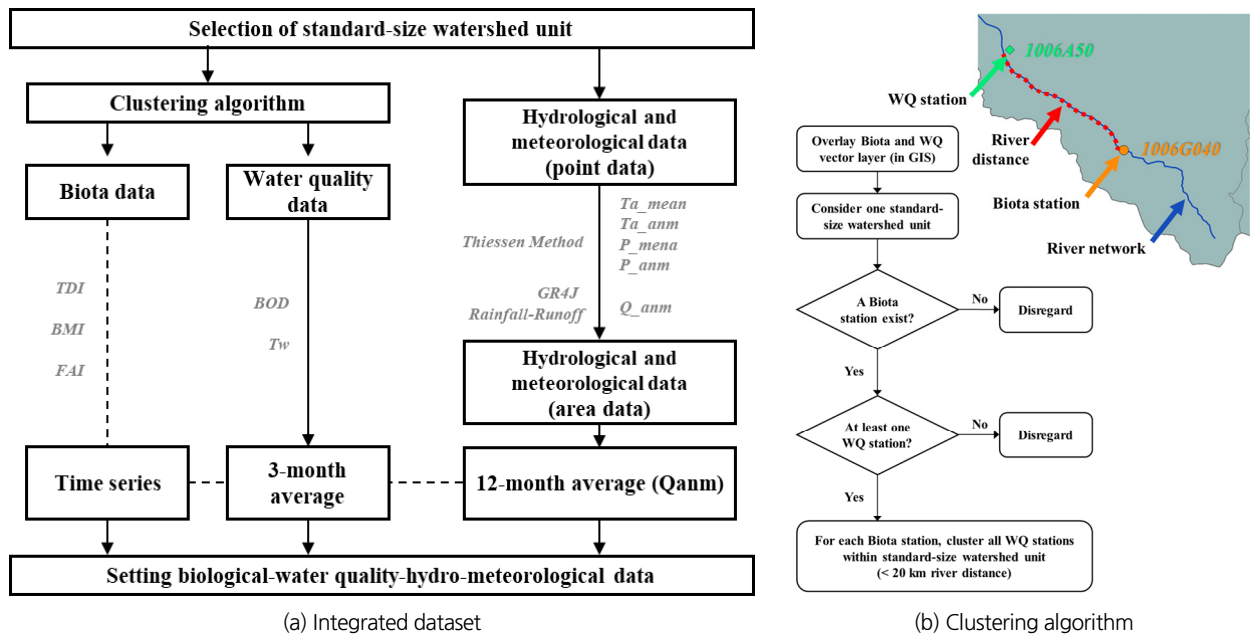 Selection of standard-size watershed unit
Clustering algorithm
Biota data
Water quality
data
Hydrological and
meteorological data
(point data)
TDI
BMI
FAI
BOD
Tw
Thiessen Method
GR4J
Rainfall-Runoff
Ta_mean
Ta_anm
P_mena
P_anm
Q_anm
Hydrological and
meteorological data
(area data)
Time series
3-month
average
12-month average (Qanm)
Setting biological-water quality-hydro-meteorological data
(a) Integrated dataset
1006A50
WQ station
River
distance
1006G040
Biota station
River network
Overlay Biota and WQ
vector layer (in GIS)
Consider one standard-
size watershed unit
A Biota
station exist?
No
Disregard
Yes
At least one
WQ station?
No
Disregard
Yes
For each Biota station, cluster all WQ stations
within standard-size watershed unit
(< 20 km river distance)
(b) Clustering algorithm